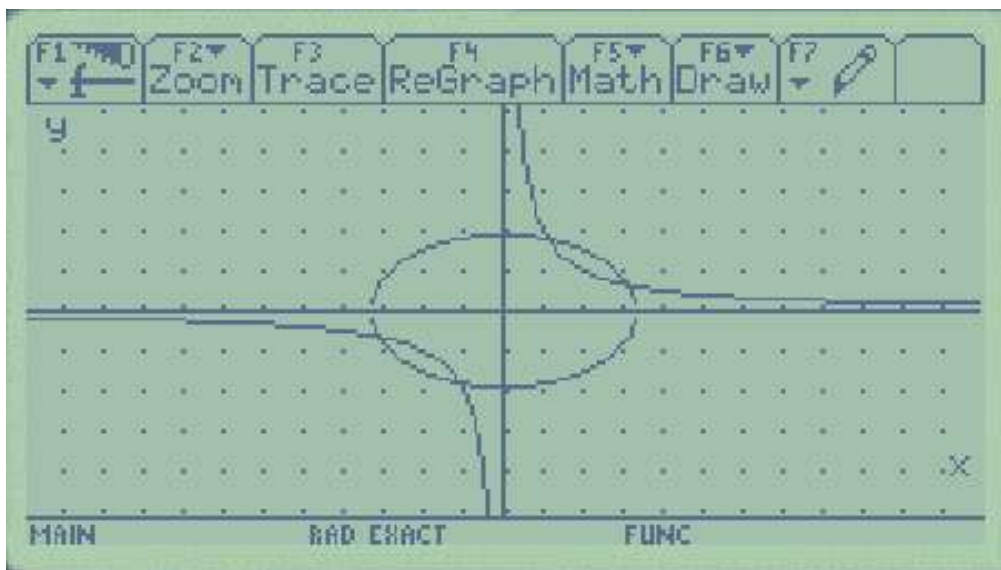 F1 F2 F3 F4 F5 F6 F7
Zoom Trace ReGraph Math Draw
y
x
MAIN RAD EXACT FUNC